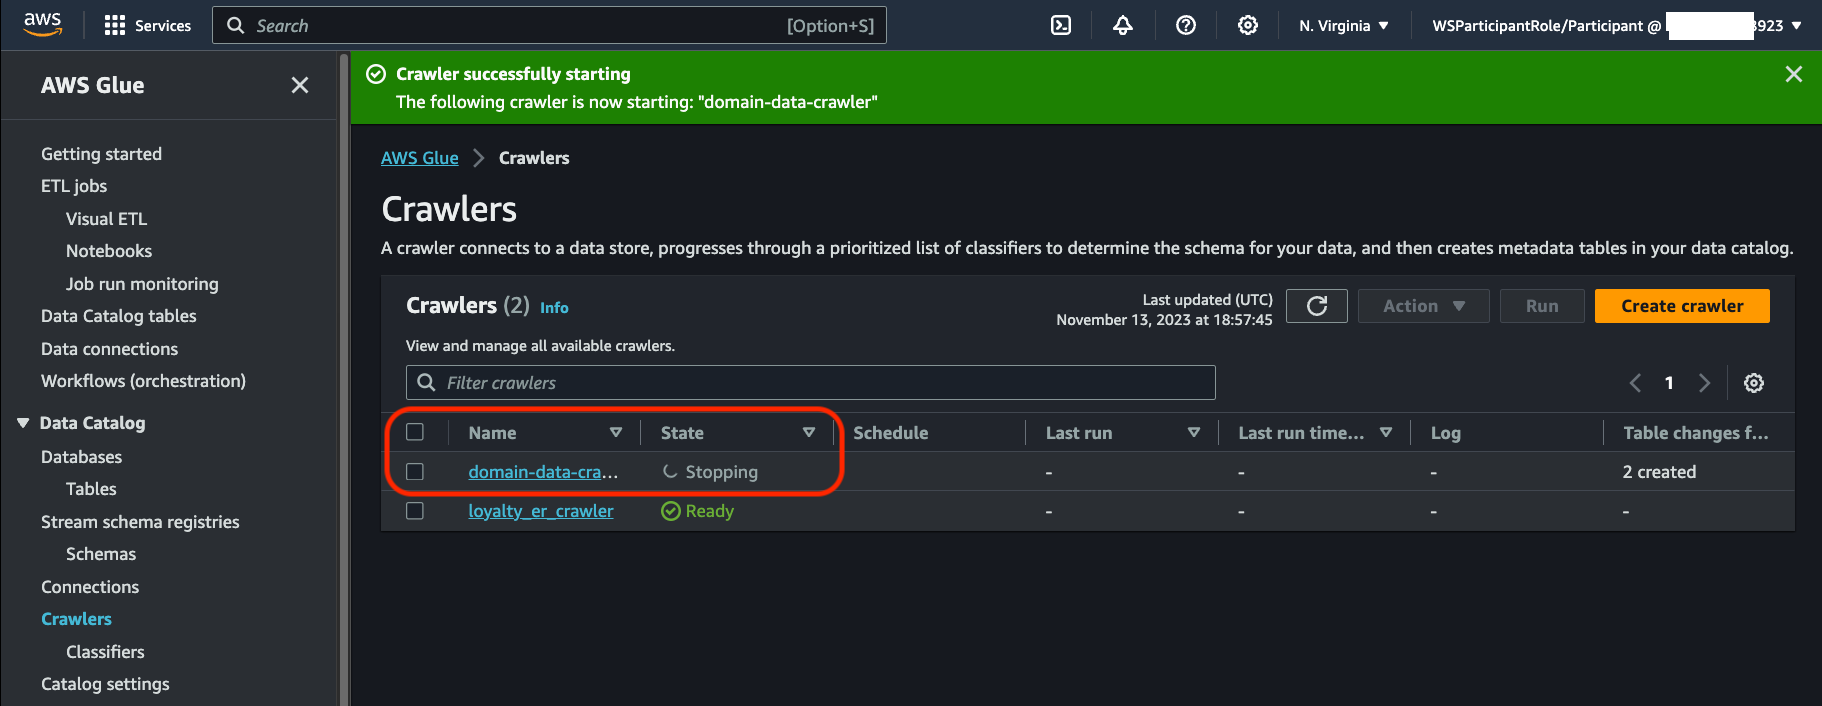 aws
Services
Search
[Option+S]
N. Virginia
WSParticipantRole/Participant @
3923
AWS Glue
Getting started
ETL jobs
Visual ETL
Notebooks
Job run monitoring
Data Catalog tables
Data connections
Workflows (orchestration)
Data Catalog
Databases
Tables
Stream schema registries
Schemas
Connections
Crawlers
Classifiers
Catalog settings
Crawler successfully starting
The following crawler is now starting: "domain-data-crawler"
AWS Glue > Crawlers
Crawlers
A crawler connects to a data store, progresses through a prioritized list of classifiers to determine the schema for your data, and then creates metadata tables in your data catalog.
Crawlers (2) Info
Last updated (UTC)
November 13, 2023 at 18:57:45
Action
Run
Create crawler
View and manage all available crawlers.
Filter crawlers
1
Name State Schedule Last run Last run time... Log Table changes f...
domain-data-cra... Stopping - - - 2 created
loyalty_er_crawler Ready - - - -